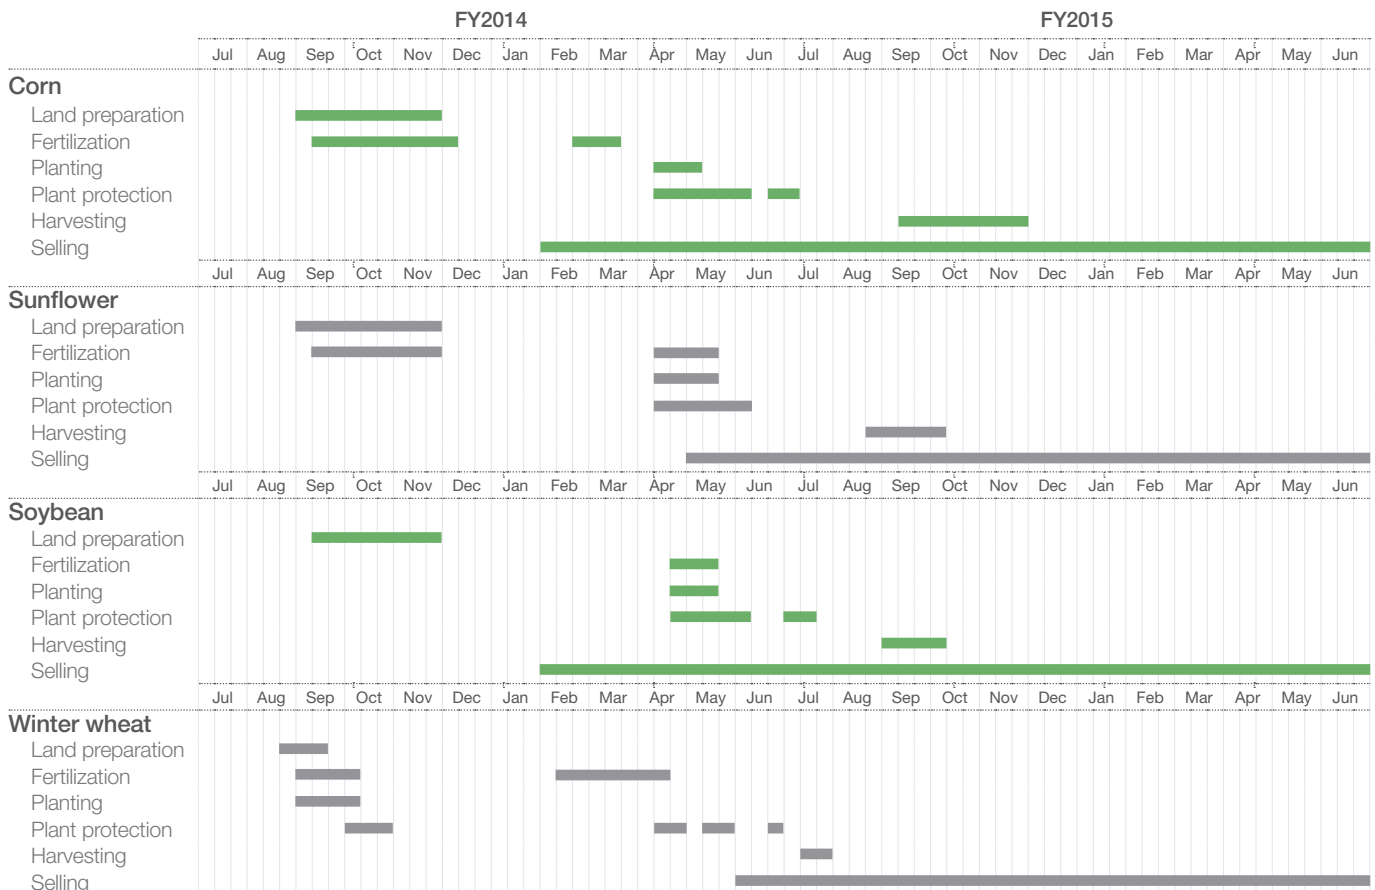 FY2014 FY2015
Jul Aug Sep Oct Nov Dec Jan Feb Mar Apr May Jun Jul Aug Sep Oct Nov Dec Jan Feb Mar Apr May Jun
Corn
Land preparation
Fertilization
Planting
Plant protection
Harvesting
Selling
Jul Aug Sep Oct Nov Dec Jan Feb Mar Apr May Jun Jul Aug Sep Oct Nov Dec Jan Feb Mar Apr May Jun
Sunflower
Land preparation
Fertilization
Planting
Plant protection
Harvesting
Selling
Jul Aug Sep Oct Nov Dec Jan Feb Mar Apr May Jun Jul Aug Sep Oct Nov Dec Jan Feb Mar Apr May Jun
Soybean
Land preparation
Fertilization
Planting
Plant protection
Harvesting
Selling
Jul Aug Sep Oct Nov Dec Jan Feb Mar Apr May Jun Jul Aug Sep Oct Nov Dec Jan Feb Mar Apr May Jun
Winter wheat
Land preparation
Fertilization
Planting
Plant protection
Harvesting
Selling